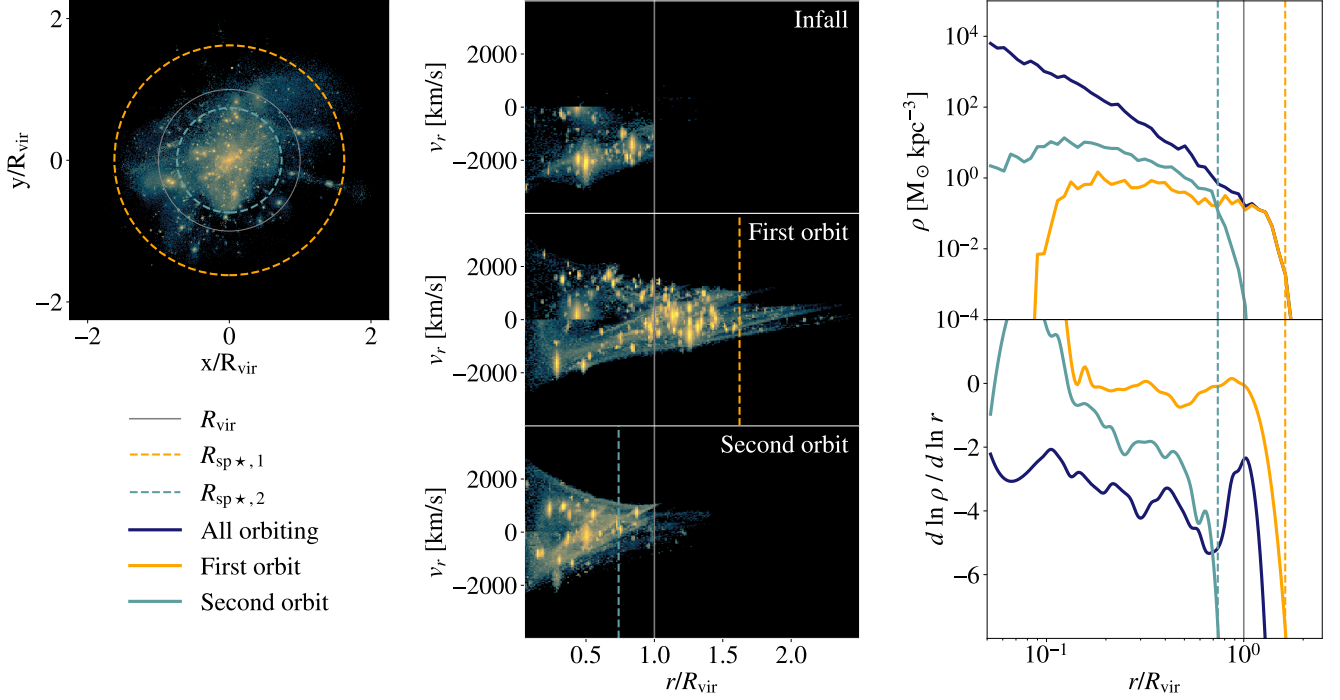 2
0
−2
y/R_vir
−2
0
2
x/R_vir
R_vir
R_sp⋆,1
R_sp⋆,2
All orbiting
First orbit
Second orbit
Infall
2000
0
−2000
v_r [km/s]
First orbit
2000
0
−2000
v_r [km/s]
Second orbit
2000
0
−2000
v_r [km/s]
0.5
1.0
1.5
2.0
r/R_vir
10^4
10^2
10^0
10^−2
10^−4
ρ [M_⊙ kpc^−3]
0
−2
−4
−6
d ln ρ / d ln r
10^−1
10^0
r/R_vir